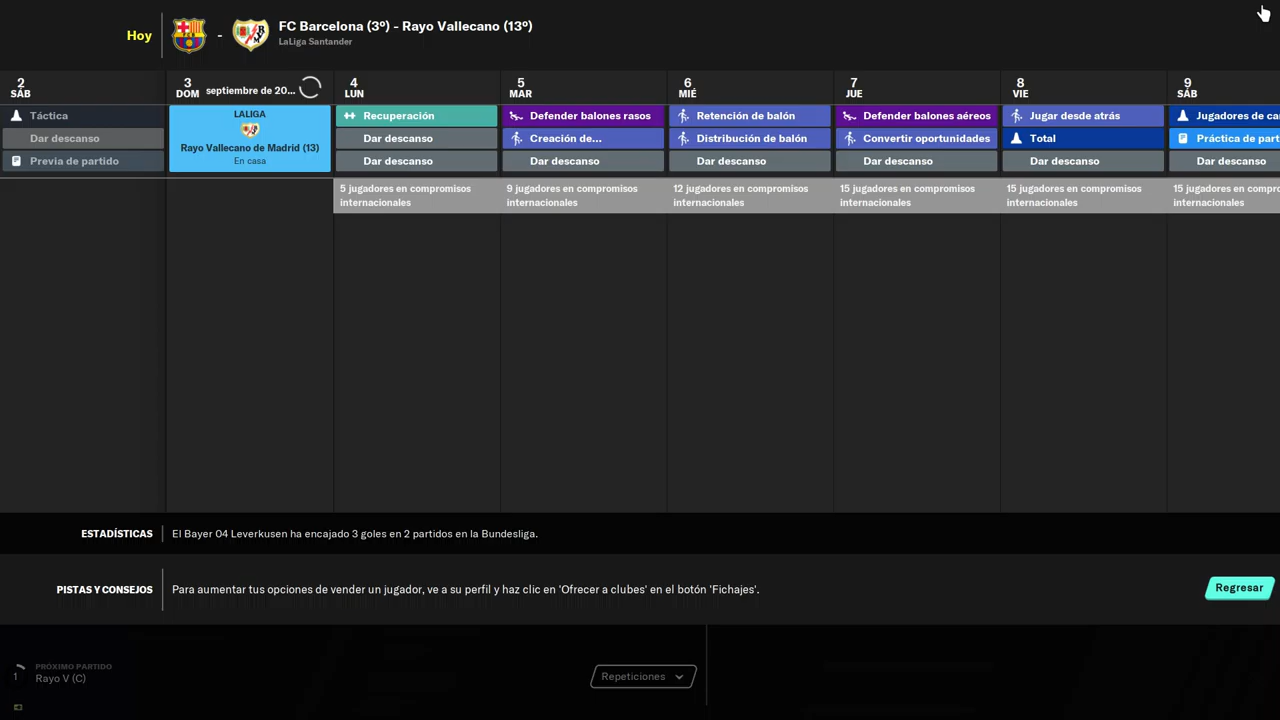 Hoy
-
FC Barcelona (3º) - Rayo Vallecano (13º)
LaLiga Santander
2
SÁB
3
DOM
septiembre de 20...
4
LUN
5
MAR
6
MIÉ
7
JUE
8
VIE
9
SÁB
Táctica
Dar descanso
Previa de partido
LALIGA
Rayo Vallecano de Madrid (13)
En casa
Recuperación
Dar descanso
Dar descanso
5 jugadores en compromisos
internacionales
Defender balones rasos
Creación de...
Dar descanso
9 jugadores en compromisos
internacionales
Retención de balón
Distribución de balón
Dar descanso
12 jugadores en compromisos
internacionales
Defender balones aéreos
Convertir oportunidades
Dar descanso
15 jugadores en compromisos
internacionales
Jugar desde atrás
Total
Dar descanso
15 jugadores en compromisos
internacionales
Jugadores de ca
Práctica de part
Dar descanso
15 jugadores en compro
internacionales
ESTADÍSTICAS
El Bayer 04 Leverkusen ha encajado 3 goles en 2 partidos en la Bundesliga.
PISTAS Y CONSEJOS
Para aumentar tus opciones de vender un jugador, ve a su perfil y haz clic en 'Ofrecer a clubes' en el botón 'Fichajes'.
Regresar
1
PRÓXIMO PARTIDO
Rayo V (C)
Repeticiones